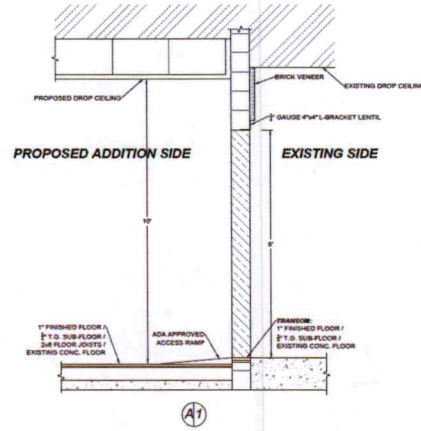 BRICK VENEER
EXISTING DROP CEILING
PROPOSED DROP CEILING
GAUGE 4"x4" L-BRACKET LENTIL
PROPOSED ADDITION SIDE
EXISTING SIDE
10'
1" FINISHED FLOOR /
T.G. SUB-FLOOR /
2x8 FLOOR JOISTS /
EXISTING CONC. FLOOR
ADA APPROVED
ACCESS RAMP
TRANSOM:
1" FINISHED FLOOR /
T.G. SUB-FLOOR /
EXISTING CONC. FLOOR
A1